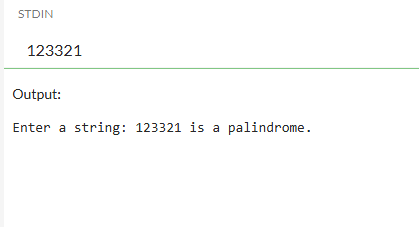 STDIN
123321
Output:
Enter a string: 123321 is a palindrome.